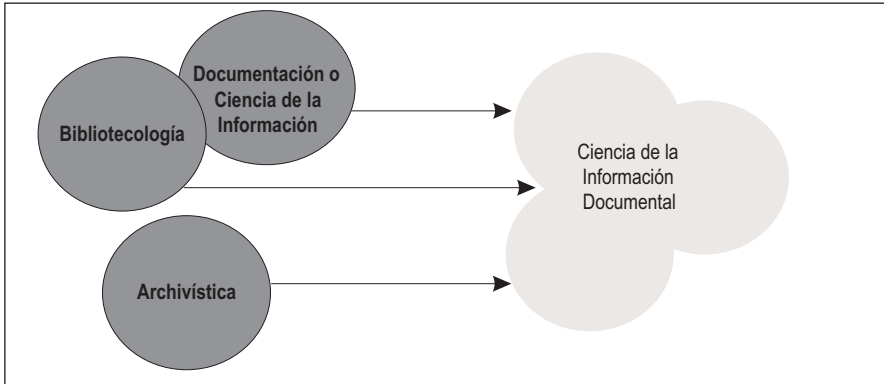 Documentación o
Ciencia de la
Información
Bibliotecología
Archivística
Ciencia de la
Información
Documental